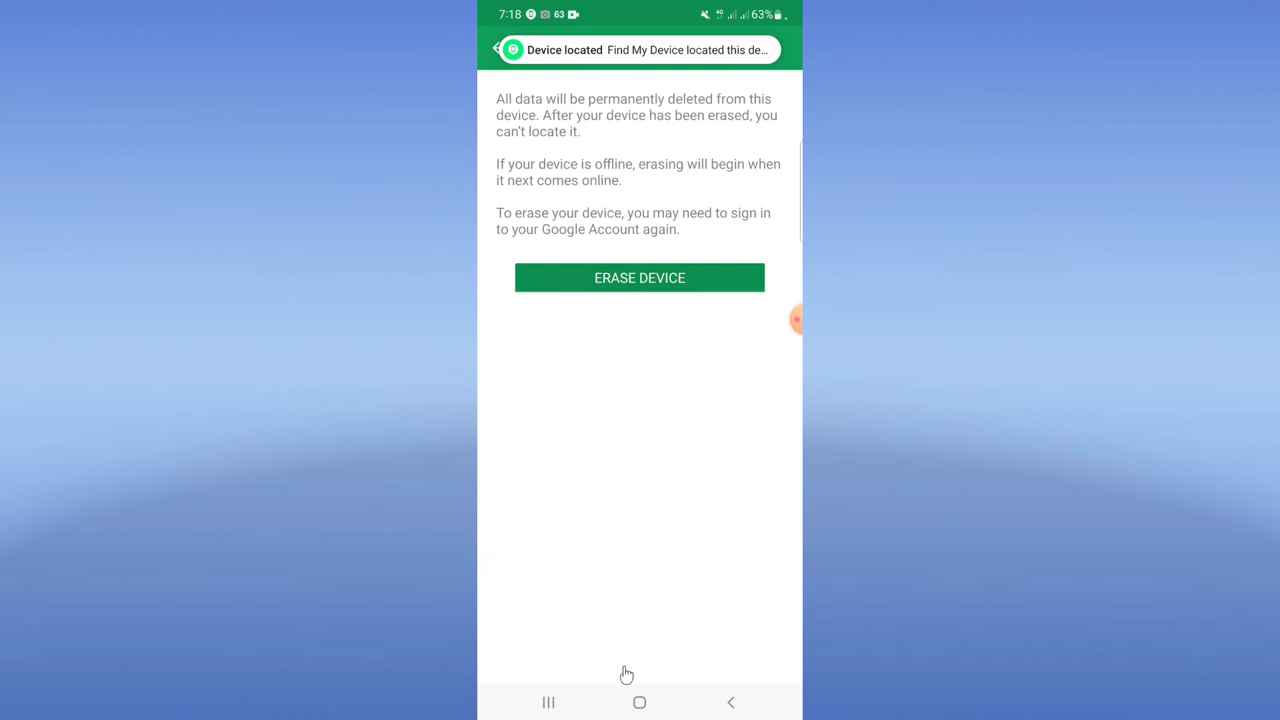 7:18 63 4G 63%
Device located Find My Device located this de...
All data will be permanently deleted from this
device. After your device has been erased, you
can't locate it.
If your device is offline, erasing will begin when
it next comes online.
To erase your device, you may need to sign in
to your Google Account again.
ERASE DEVICE